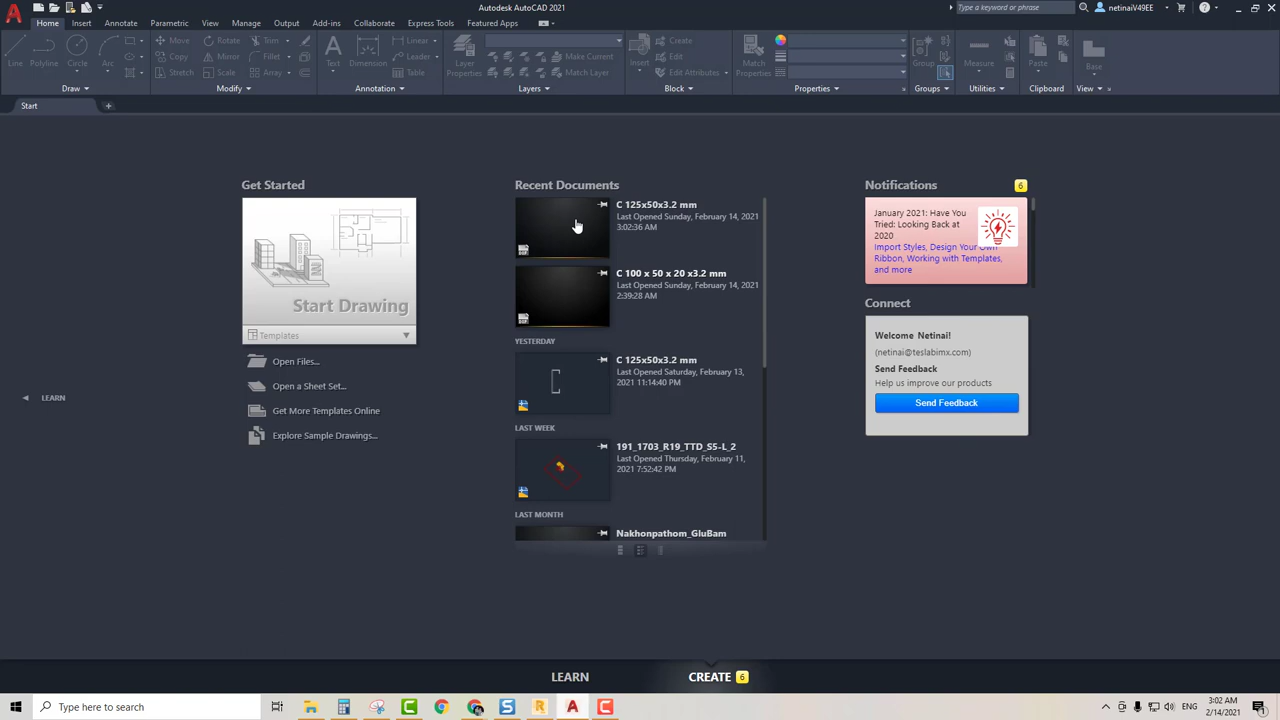 Autodesk AutoCAD 2021
Type a keyword or phrase
netinaiV49EE
Home Insert Annotate Parametric View Manage Output Add-ins Collaborate Express Tools Featured Apps
Line Polyline Circle Arc
Move Rotate Trim
Copy Mirror Fillet
Stretch Scale Array
Text Dimension
Linear
Leader
Table
Layer
Properties
Make Current
Match Layer
Insert
Create
Edit
Edit Attributes
Match
Properties
Group
Measure
Paste
Base
Draw Modify Annotation Layers Block Properties Groups Utilities Clipboard View
Start
Get Started
Start Drawing
Templates
Open Files...
Open a Sheet Set...
Get More Templates Online
Explore Sample Drawings...
LEARN
Recent Documents
C 125x50x3.2 mm
Last Opened Sunday, February 14, 2021
3:02:36 AM
C 100 x 50 x 20 x3.2 mm
Last Opened Sunday, February 14, 2021
2:39:28 AM
YESTERDAY
C 125x50x3.2 mm
Last Opened Saturday, February 13,
2021 11:14:40 PM
LAST WEEK
191_1703_R19_TTD_S5-L_2
Last Opened Thursday, February 11,
2021 7:52:42 PM
LAST MONTH
Nakhonpathom_GluBam
Notifications 6
January 2021: Have You
Tried: Looking Back at
2020
Import Styles, Design Your Own
Ribbon, Working with Templates,
and more
Connect
Welcome Netinai!
(netinai@teslabimx.com)
Send Feedback
Help us improve our products
Send Feedback
LEARN CREATE 6
Type here to search
ENG
3:02 AM
2/14/2021
1